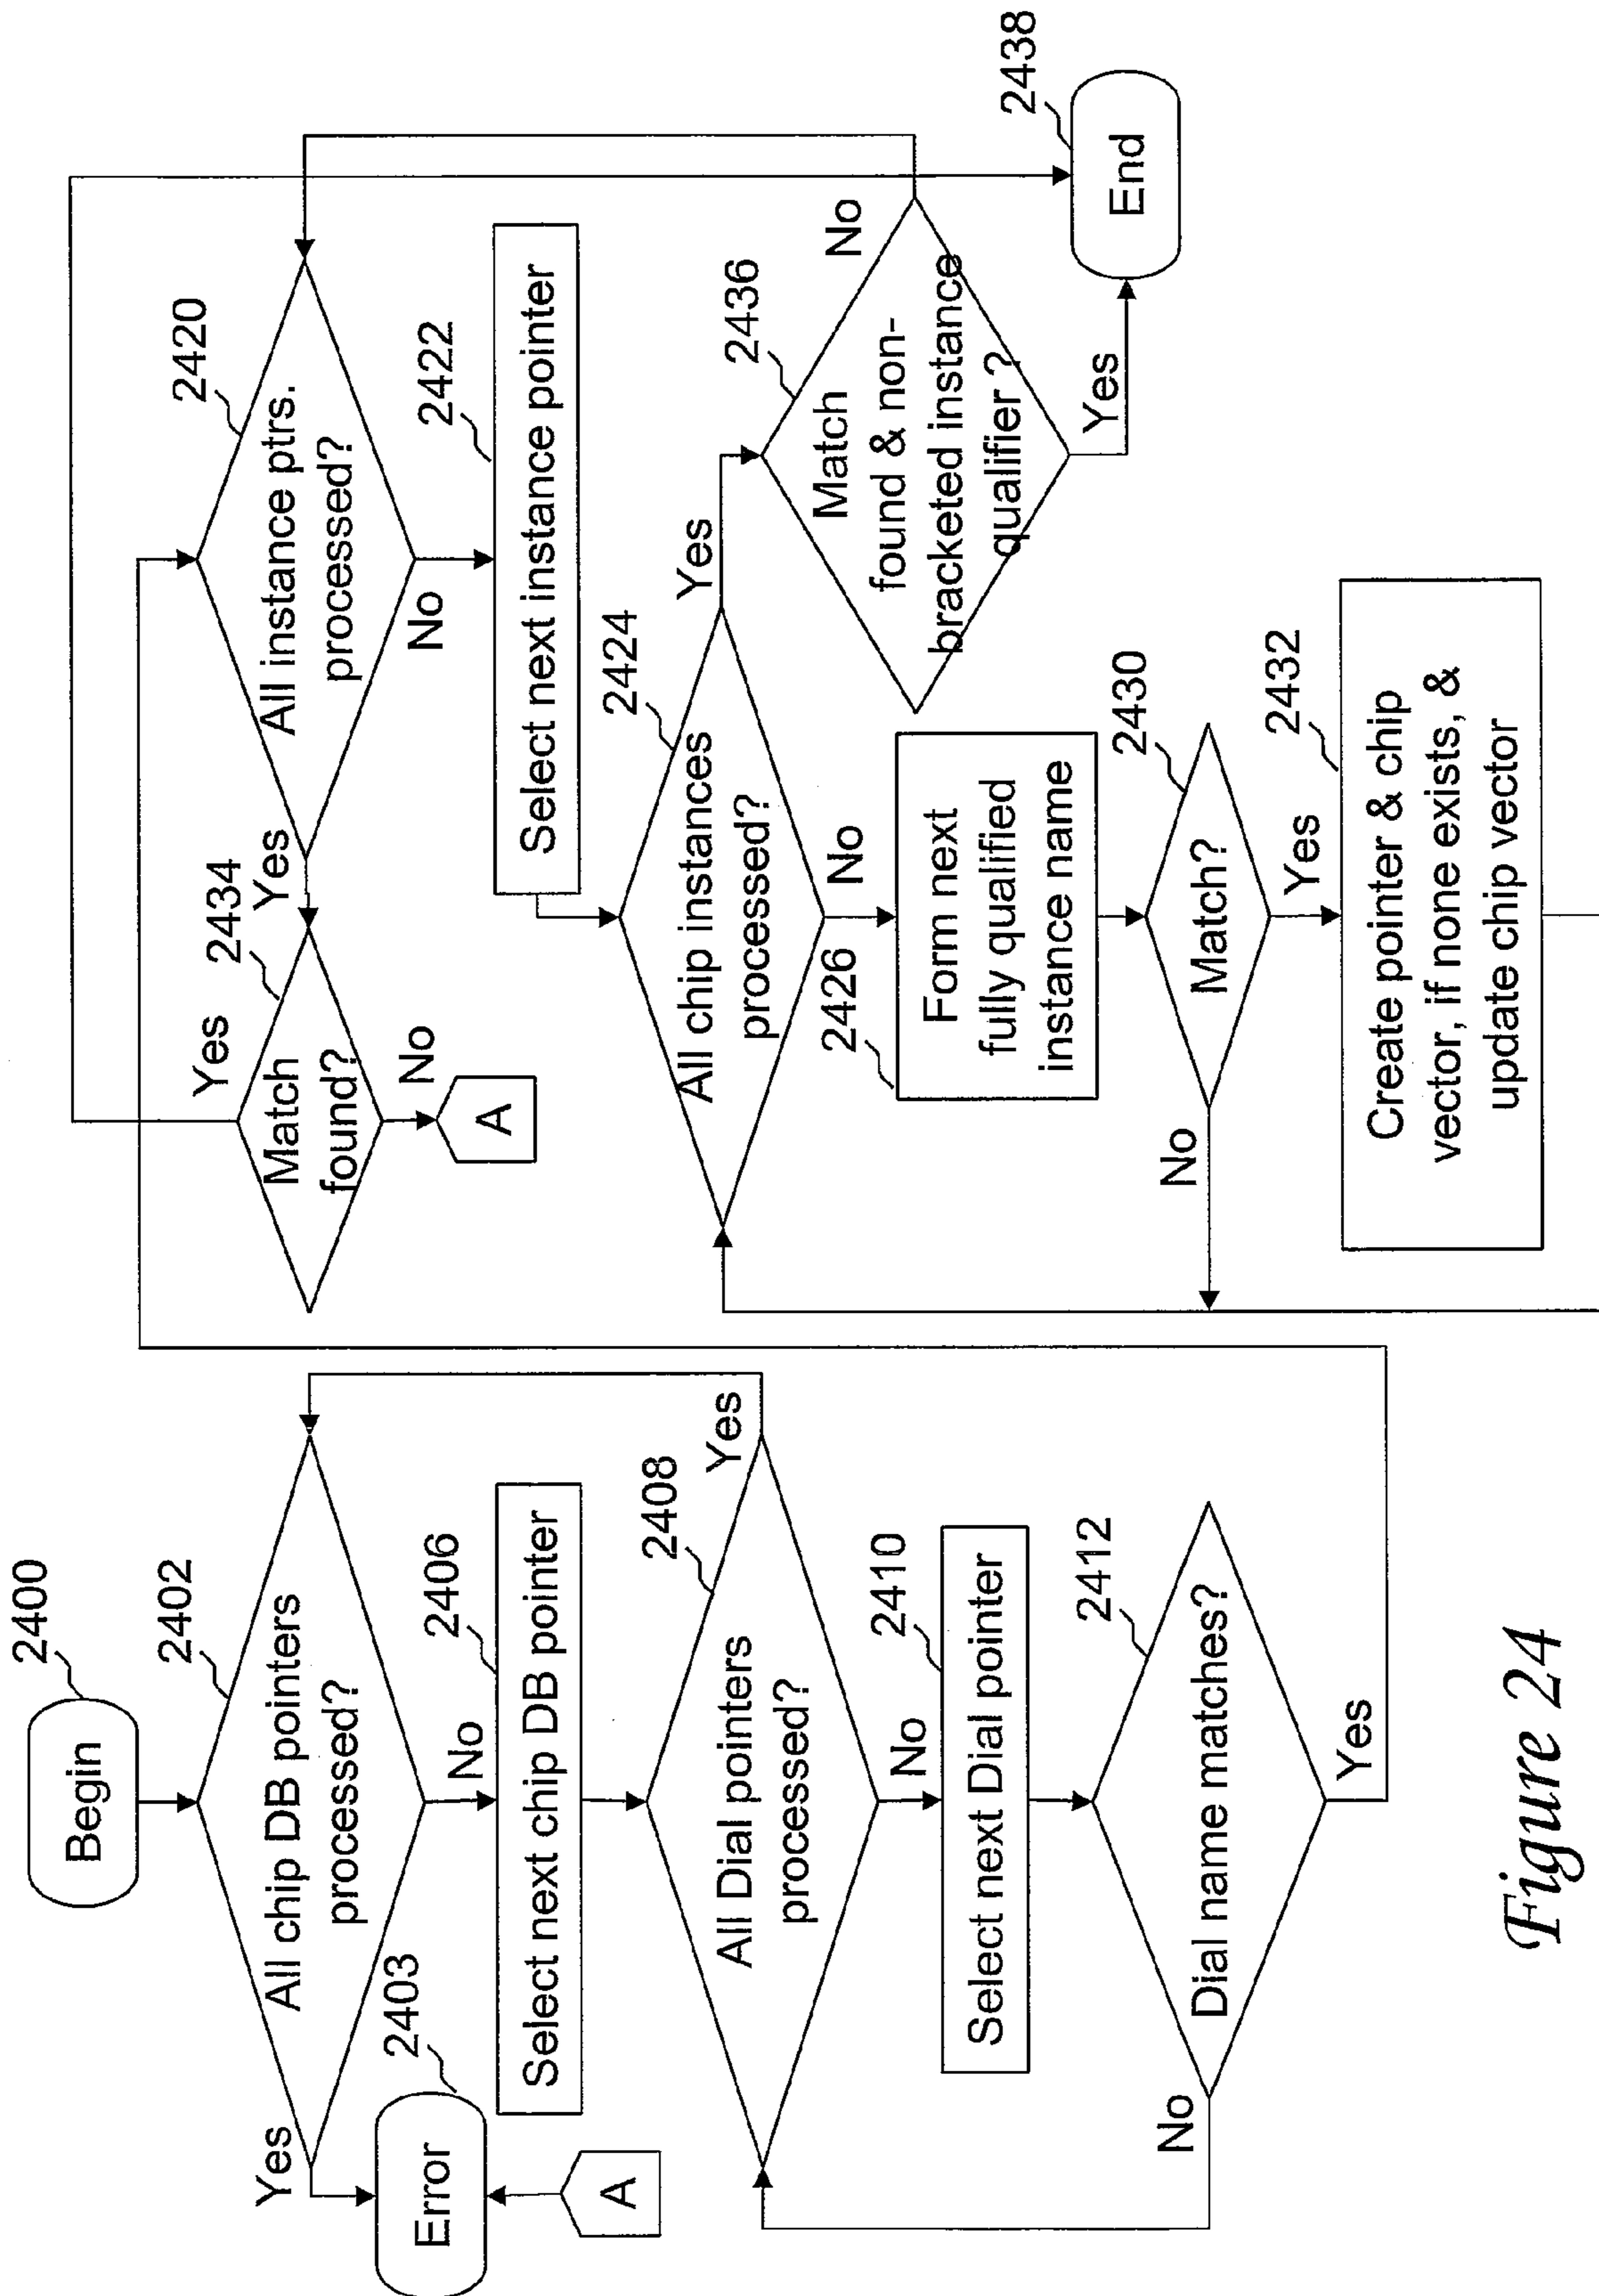 Begin
2400
All chip DB pointers
processed?
2402
Yes
No
Error
2403
A
Select next chip DB pointer
2406
All Dial pointers
processed?
2408
Yes
No
Select next Dial pointer
2410
Dial name matches?
2412
No
Yes
All instance ptrs.
processed?
2420
Yes
No
Match
found?
2434
Yes
No
A
Select next instance pointer
2422
All chip instances
processed?
2424
Yes
No
Form next
fully qualified
instance name
2426
Match?
2430
No
Yes
Create pointer & chip
vector, if none exists, &
update chip vector
2432
Match
found & non-
bracketed instance
qualifier ?
2436
No
Yes
End
2438
Figure 24